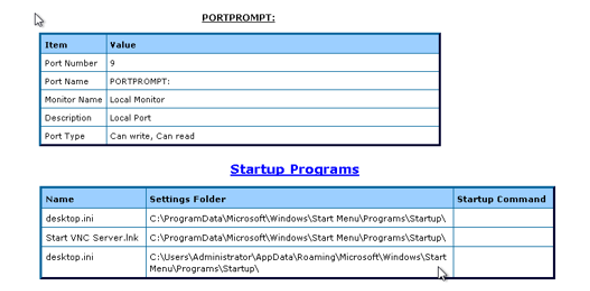 PORTPROMPT:
Item Value
Port Number 9
Port Name PORTPROMPT:
Monitor Name Local Monitor
Description Local Port
Port Type Can write, Can read
Startup Programs
Name Settings Folder Startup Command
desktop.ini C:\ProgramData\Microsoft\Windows\Start Menu\Programs\Startup\
Start VNC Server.lnk C:\ProgramData\Microsoft\Windows\Start Menu\Programs\Startup\
desktop.ini C:\Users\Administrator\AppData\Roaming\Microsoft\Windows\Start
Menu\Programs\Startup\